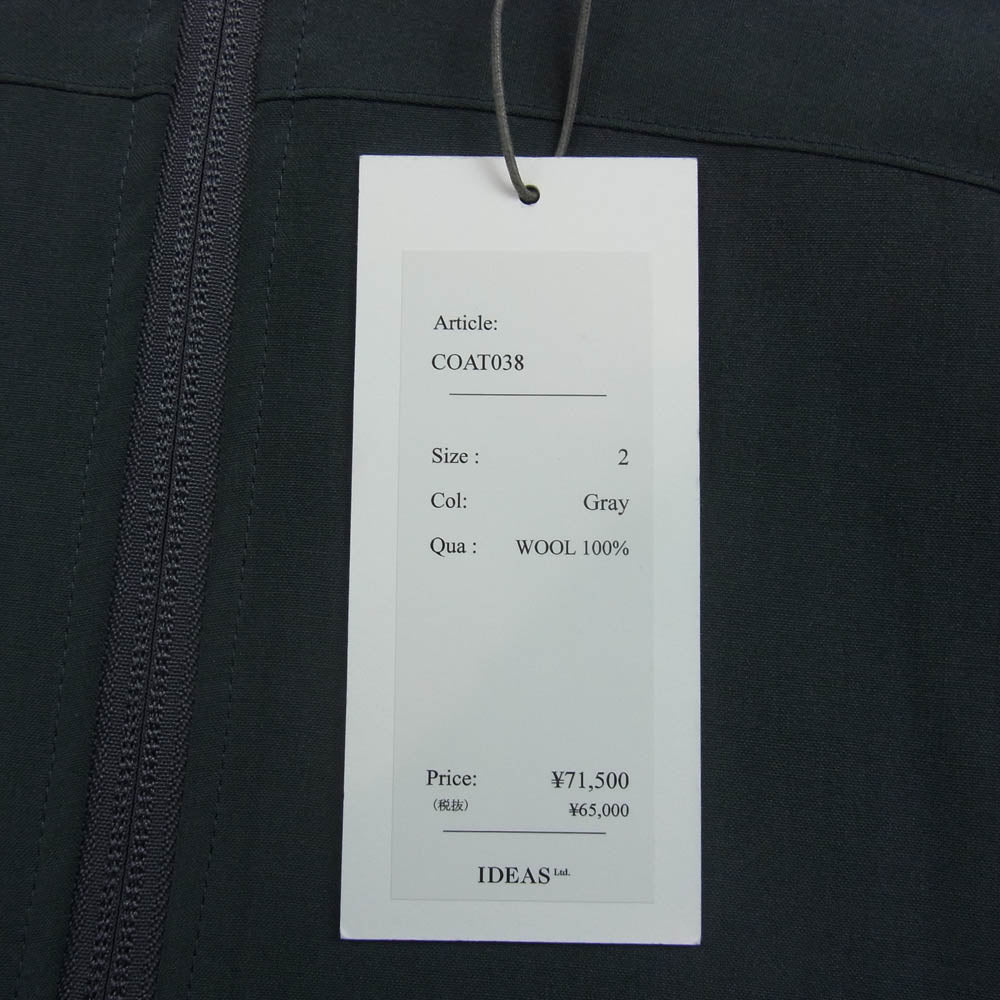 Article:
COAT038
Size : 2
Col: Gray
Qua : WOOL 100%
Price: ¥71,500
(税抜) ¥65,000
IDEAS Ltd.